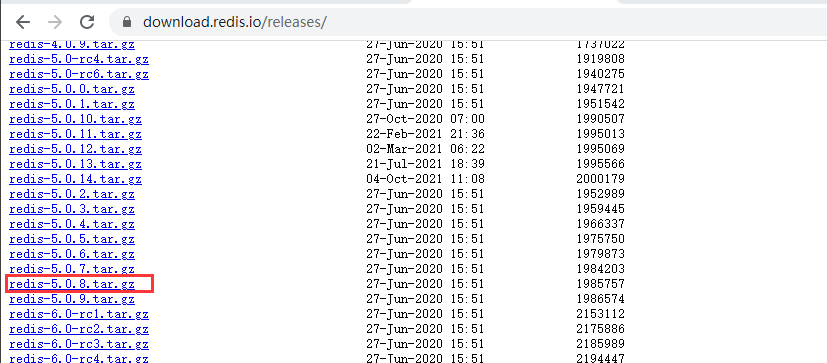 download.redis.io/releases/
redis-4.0.9.tar.gz 27-Jun-2020 15:51 1737022
redis-5.0-rc4.tar.gz 27-Jun-2020 15:51 1919808
redis-5.0-rc6.tar.gz 27-Jun-2020 15:51 1940275
redis-5.0.0.tar.gz 27-Jun-2020 15:51 1947721
redis-5.0.1.tar.gz 27-Jun-2020 15:51 1951542
redis-5.0.10.tar.gz 27-Oct-2020 07:00 1990507
redis-5.0.11.tar.gz 22-Feb-2021 21:36 1995013
redis-5.0.12.tar.gz 02-Mar-2021 06:22 1995069
redis-5.0.13.tar.gz 21-Jul-2021 18:39 1995566
redis-5.0.14.tar.gz 04-Oct-2021 11:08 2000179
redis-5.0.2.tar.gz 27-Jun-2020 15:51 1952989
redis-5.0.3.tar.gz 27-Jun-2020 15:51 1959445
redis-5.0.4.tar.gz 27-Jun-2020 15:51 1966337
redis-5.0.5.tar.gz 27-Jun-2020 15:51 1975750
redis-5.0.6.tar.gz 27-Jun-2020 15:51 1979873
redis-5.0.7.tar.gz 27-Jun-2020 15:51 1984203
redis-5.0.8.tar.gz 27-Jun-2020 15:51 1985757
redis-5.0.9.tar.gz 27-Jun-2020 15:51 1986574
redis-6.0-rc1.tar.gz 27-Jun-2020 15:51 2153112
redis-6.0-rc2.tar.gz 27-Jun-2020 15:51 2175886
redis-6.0-rc3.tar.gz 27-Jun-2020 15:51 2185989
redis-6.0-rc4.tar.gz 27-Jun-2020 15:51 2194447